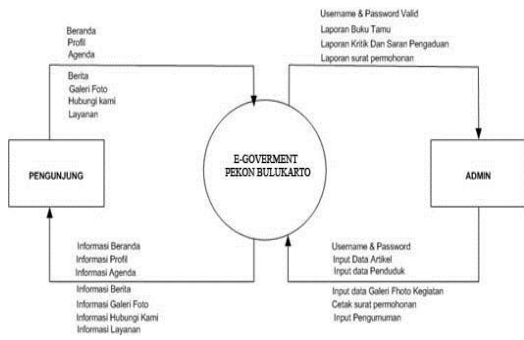 Beranda
Profil
Agenda
Berita
Galeri Foto
Hubungi kami
Layanan
Username & Password Valid
Laporan Buku Tamu
Laporan Kritik Dan Saran Pengaduan
Laporan surat permohonan
PENGUNJUNG
E-GOVERMENT
PEKON BULUKARTO
ADMIN
Informasi Beranda
Informasi Profil
Informasi Agenda
Informasi Berita
Informasi Galeri Foto
Informasi Hubungi Kami
Informasi Layanan
Username & Password
Input Data Artikel
Input data Penduduk
Input data Galeri Fhoto Kegiatan
Cetak surat permohonan
Input Pengumuman